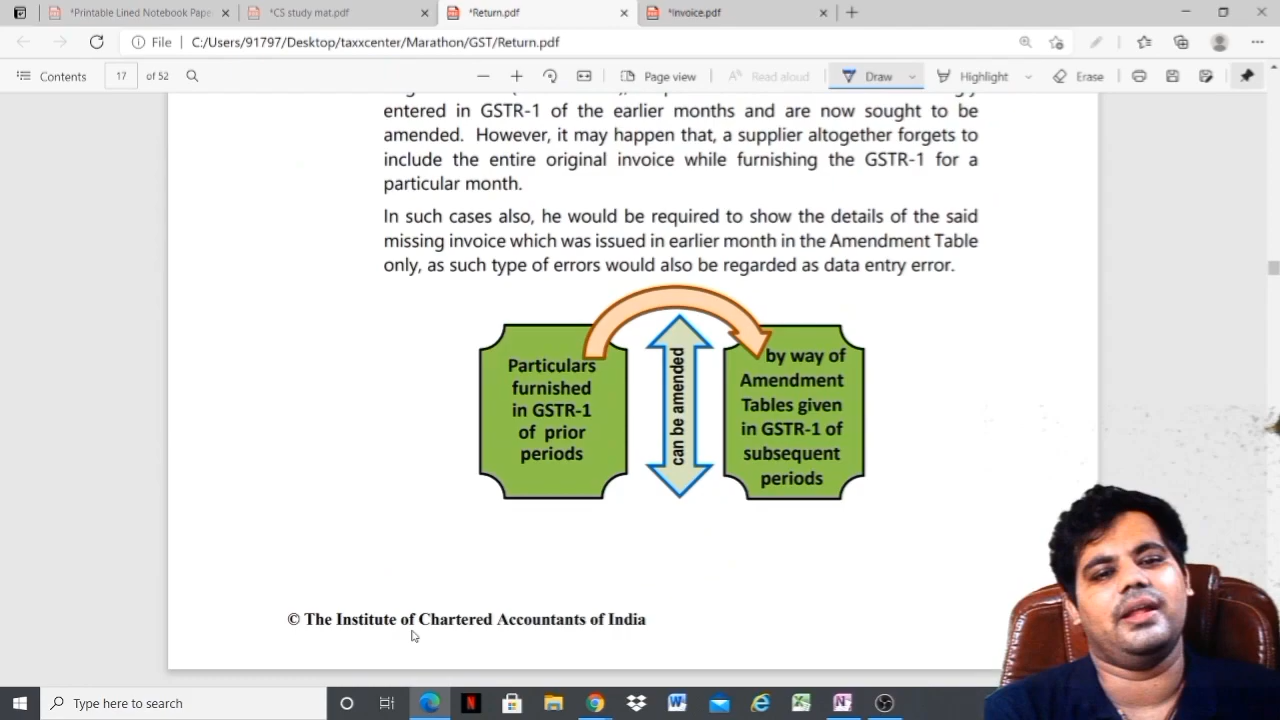 *Printable Lined Notebook Pape
*CS study mat.pdf
*Return.pdf
*Invoice.pdf
File
C:/Users/91797/Desktop/taxxcenter/Marathon/GST/Return.pdf
Contents
17
of 52
Page view
Read aloud
Draw
Highlight
Erase
entered in GSTR-1 of the earlier months and are now sought to be
amended. However, it may happen that, a supplier altogether forgets to
include the entire original invoice while furnishing the GSTR-1 for a
particular month.
In such cases also, he would be required to show the details of the said
missing invoice which was issued in earlier month in the Amendment Table
only, as such type of errors would also be regarded as data entry error.
Particulars
furnished
in GSTR-1
of prior
periods
can be amended
by way of
Amendment
Tables given
in GSTR-1 of
subsequent
periods
© The Institute of Chartered Accountants of India
Type here to search